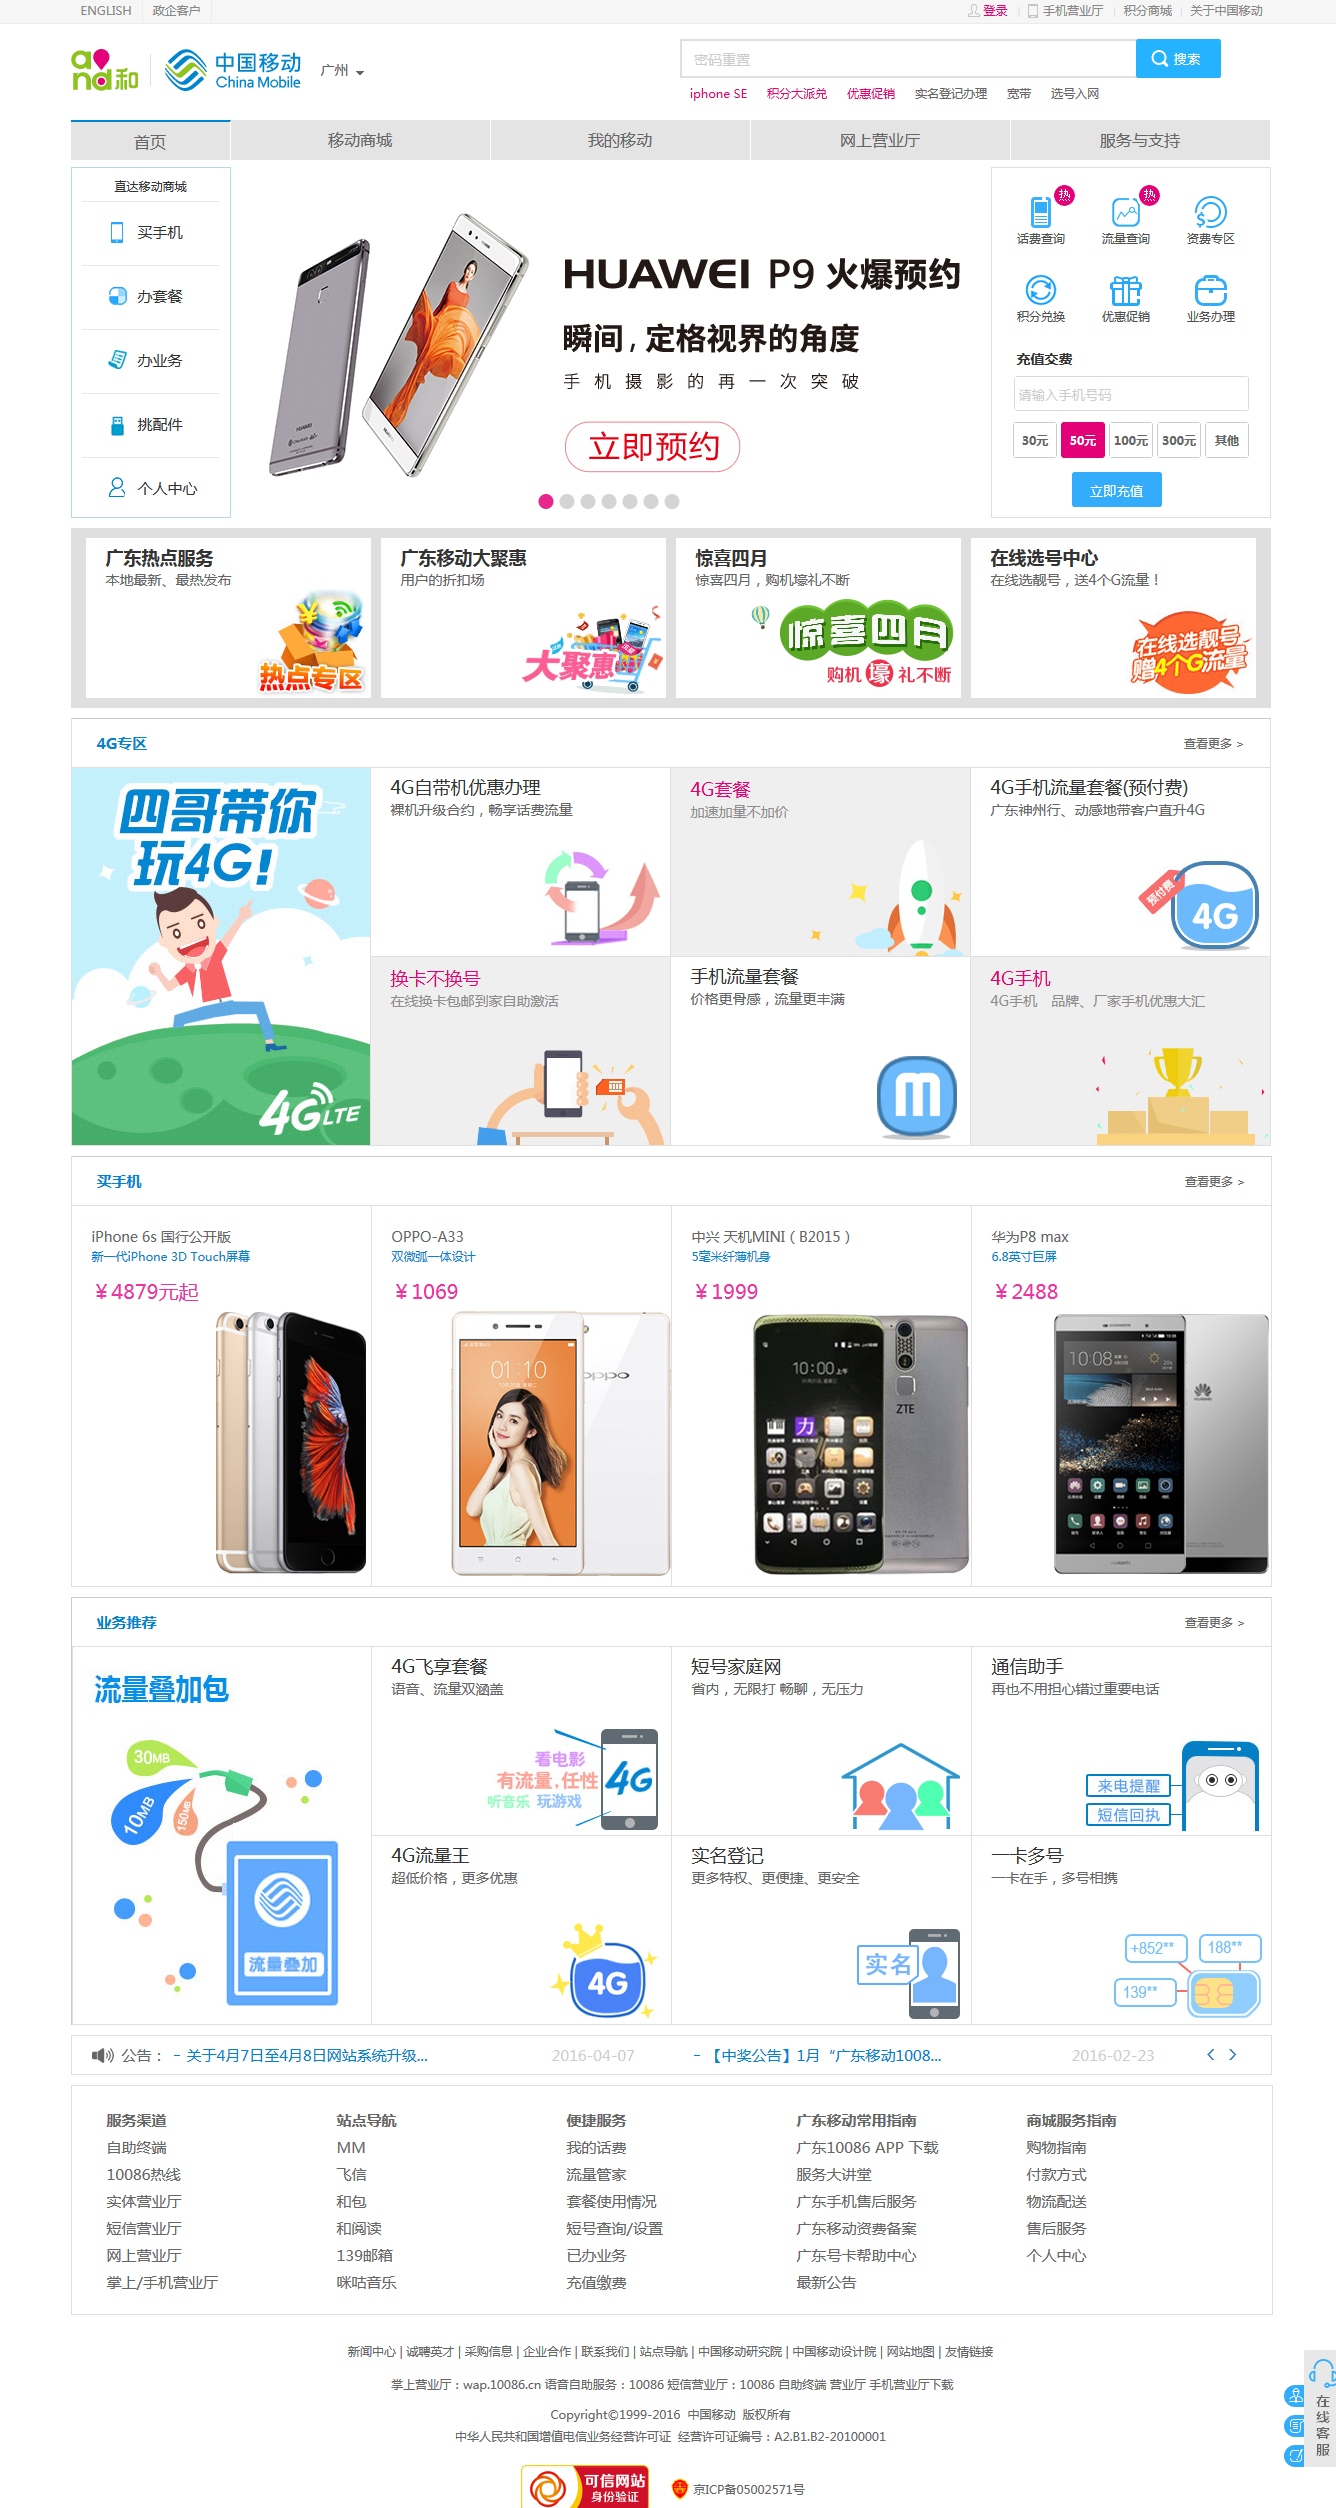 ENGLISH 政企客户
登录 手机营业厅 积分商城 关于中国移动
and和 中国移动 China Mobile 广州
密码重置 搜索
iphone SE 积分大派兑 优惠促销 实名登记办理 宽带 选号入网
首页 移动商城 我的移动 网上营业厅 服务与支持
直达移动商城
买手机
办套餐
办业务
挑配件
个人中心
HUAWEI P9 火爆预约
瞬间，定格视界的角度
手机摄影的再一次突破
立即预约
热 热
话费查询 流量查询 资费专区
积分兑换 优惠促销 业务办理
充值交费
请输入手机号码
30元 50元 100元 300元 其他
立即充值
广东热点服务
本地最新、最热发布
热点专区
广东移动大聚惠
用户的折扣场
大聚惠
惊喜四月
惊喜四月，购机壕礼不断
惊喜四月
购机壕礼不断
在线选号中心
在线选靓号，送4个G流量！
在线选靓号
赠4个G流量
4G专区 查看更多 >
四哥带你
玩4G!
4G LTE
4G自带机优惠办理
裸机升级合约，畅享话费流量
4G套餐
加速加量不加价
4G手机流量套餐(预付费)
广东神州行、动感地带客户直升4G
预付费
4G
换卡不换号
在线换卡包邮到家自助激活
手机流量套餐
价格更骨感，流量更丰满
4G手机
4G手机 品牌、厂家手机优惠大汇
买手机 查看更多 >
iPhone 6s 国行公开版
新一代iPhone 3D Touch屏幕
￥4879元起
OPPO-A33
双微弧一体设计
￥1069
01:10
oppo
中兴 天机MINI（B2015）
5毫米纤薄机身
￥1999
10:00 上午
ZTE
华为P8 max
6.8英寸巨屏
￥2488
10:08
业务推荐 查看更多 >
流量叠加包
30MB
10MB
150MB
流量叠加
4G飞享套餐
语音、流量双涵盖
看电影
有流量,任性
听音乐 玩游戏
4G
短号家庭网
省内，无限打 畅聊，无压力
通信助手
再也不用担心错过重要电话
来电提醒
短信回执
4G流量王
超低价格，更多优惠
4G
实名登记
更多特权、更便捷、更安全
实名
一卡多号
一卡在手，多号相携
+852** 188**
139**
公告： - 关于4月7日至4月8日网站系统升级... 2016-04-07 - 【中奖公告】1月“广东移动1008... 2016-02-23
服务渠道 站点导航 便捷服务 广东移动常用指南 商城服务指南
自助终端 MM 我的话费 广东10086 APP 下载 购物指南
10086热线 飞信 流量管家 服务大讲堂 付款方式
实体营业厅 和包 套餐使用情况 广东手机售后服务 物流配送
短信营业厅 和阅读 短号查询/设置 广东移动资费备案 售后服务
网上营业厅 139邮箱 已办业务 广东号卡帮助中心 个人中心
掌上/手机营业厅 咪咕音乐 充值缴费 最新公告
新闻中心 | 诚聘英才 | 采购信息 | 企业合作 | 联系我们 | 站点导航 | 中国移动研究院 | 中国移动设计院 | 网站地图 | 友情链接
掌上营业厅：wap.10086.cn 语音自助服务：10086 短信营业厅：10086 自助终端 营业厅 手机营业厅下载
Copyright©1999-2016 中国移动 版权所有
中华人民共和国增值电信业务经营许可证 经营许可证编号：A2.B1.B2-20100001
可信网站
身份验证
京ICP备05002571号
在线客服